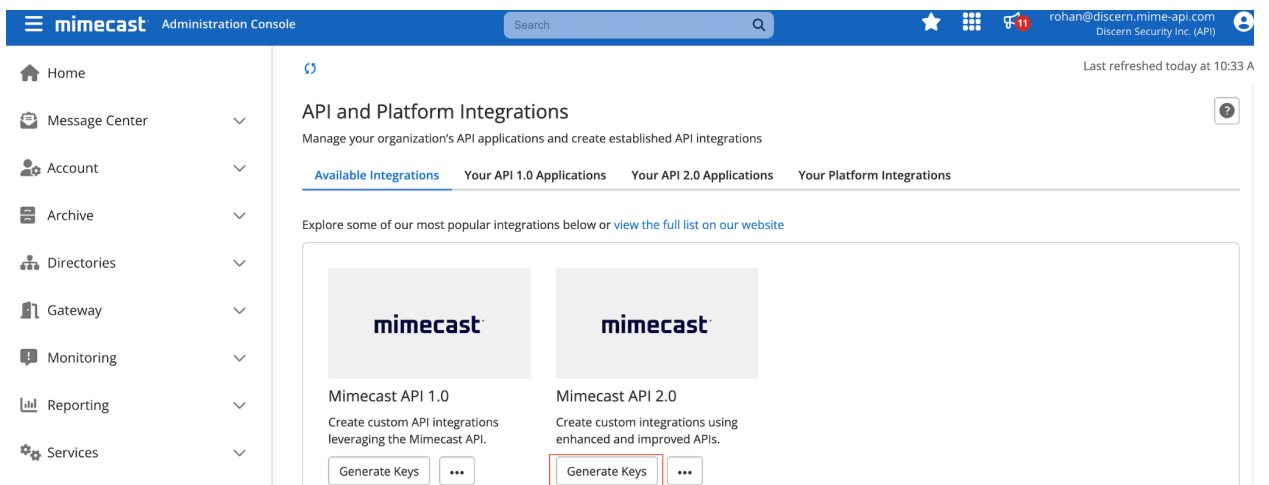 mimecast Administration Console
Search
11
rohan@discern.mime-api.com
Discern Security Inc. (API)
Home
Message Center
Account
Archive
Directories
Gateway
Monitoring
Reporting
Services
Last refreshed today at 10:33 A
API and Platform Integrations
?
Manage your organization's API applications and create established API integrations
Available Integrations Your API 1.0 Applications Your API 2.0 Applications Your Platform Integrations
Explore some of our most popular integrations below or view the full list on our website
mimecast
Mimecast API 1.0
Create custom API integrations
leveraging the Mimecast API.
Generate Keys ...
mimecast
Mimecast API 2.0
Create custom integrations using
enhanced and improved APIs.
Generate Keys ...